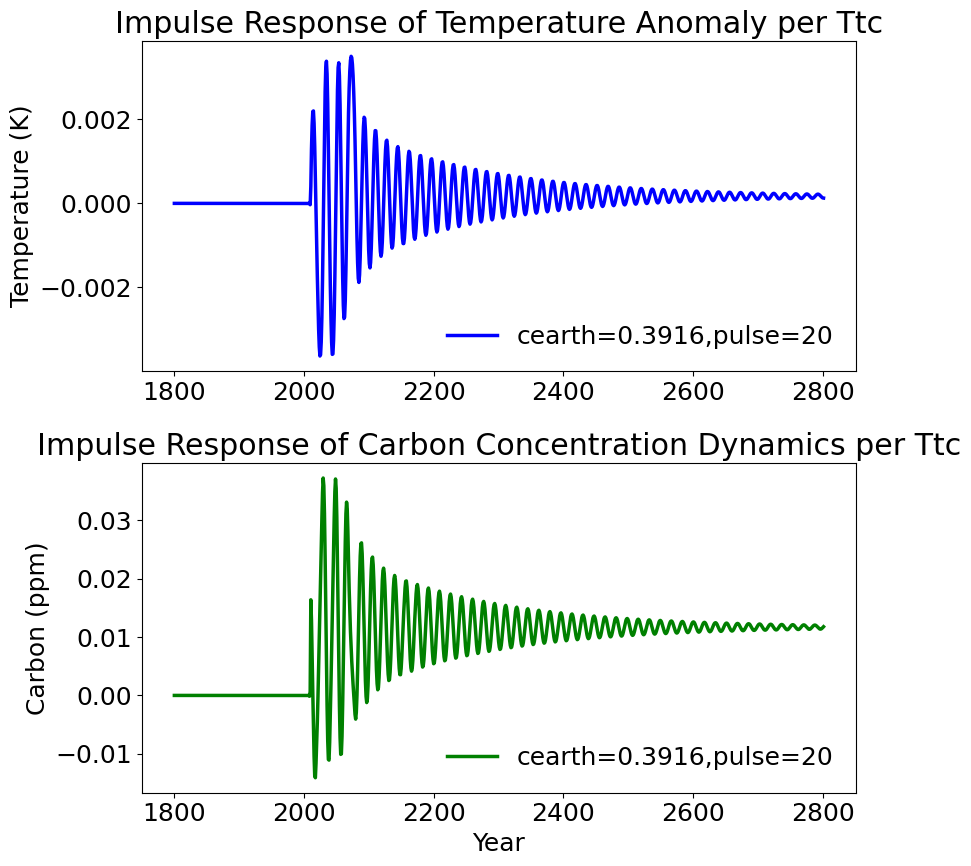 Impulse Response of Temperature Anomaly per Ttc
Temperature (K)
0.002
0.000
−0.002
cearth=0.3916,pulse=20
1800 2000 2200 2400 2600 2800
Impulse Response of Carbon Concentration Dynamics per Ttc
Carbon (ppm)
0.03
0.02
0.01
0.00
−0.01
cearth=0.3916,pulse=20
1800 2000 2200 2400 2600 2800
Year